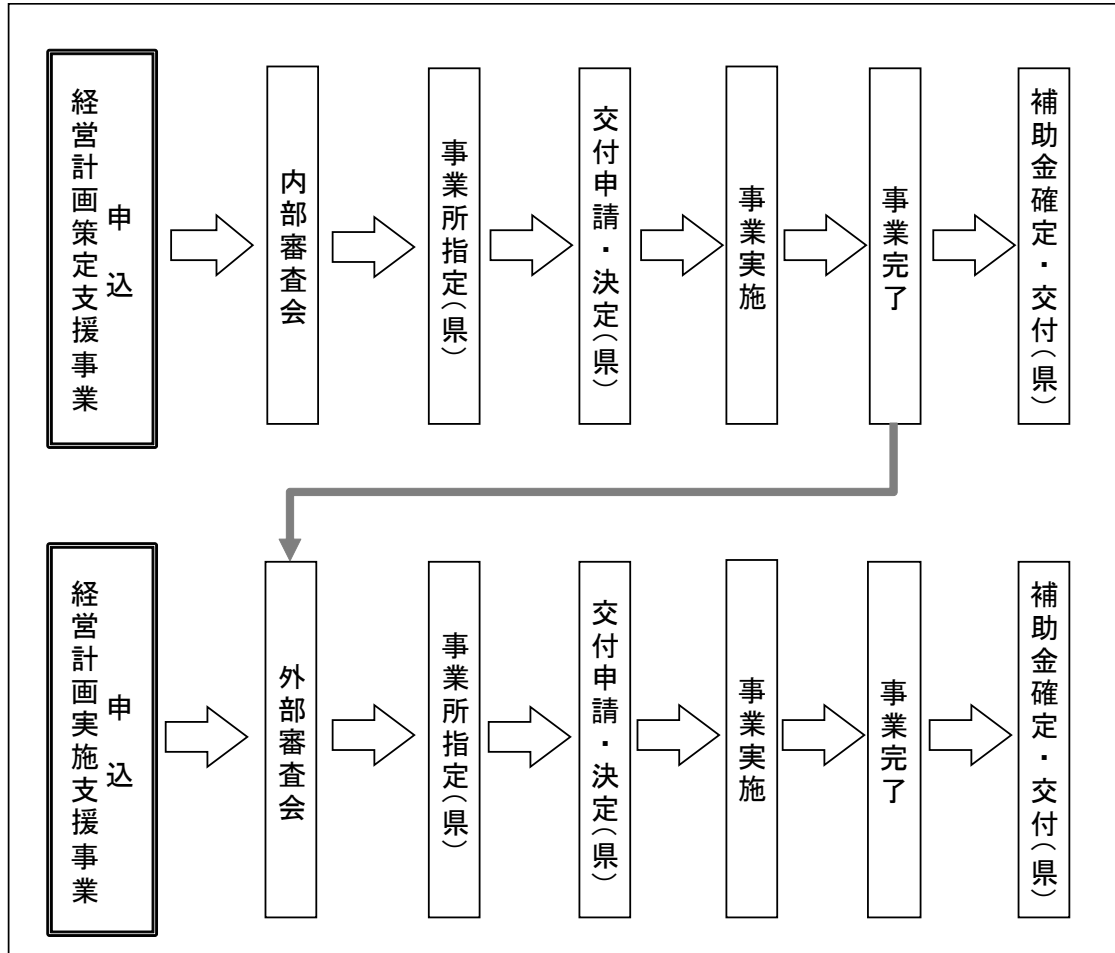 経営計画策定支援事業
申込
内部審査会
事業所指定（県）
交付申請・決定（県）
事業実施
事業完了
補助金確定・交付（県）
経営計画実施支援事業
申込
外部審査会
事業所指定（県）
交付申請・決定（県）
事業実施
事業完了
補助金確定・交付（県）